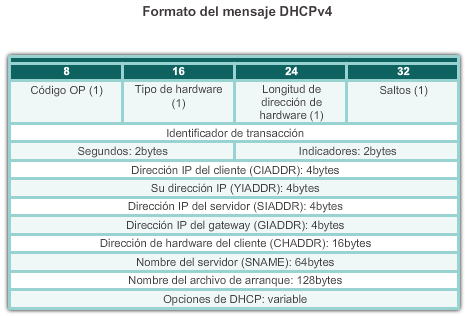 Formato del mensaje DHCPv4
8 16 24 32
Código OP (1) Tipo de hardware (1) Longitud de dirección de hardware (1) Saltos (1)
Identificador de transacción
Segundos: 2bytes Indicadores: 2bytes
Dirección IP del cliente (CIADDR): 4bytes
Su dirección IP (YIADDR): 4bytes
Dirección IP del servidor (SIADDR): 4bytes
Dirección IP del gateway (GIADDR): 4bytes
Dirección de hardware del cliente (CHADDR): 16bytes
Nombre del servidor (SNAME): 64bytes
Nombre del archivo de arranque: 128bytes
Opciones de DHCP: variable